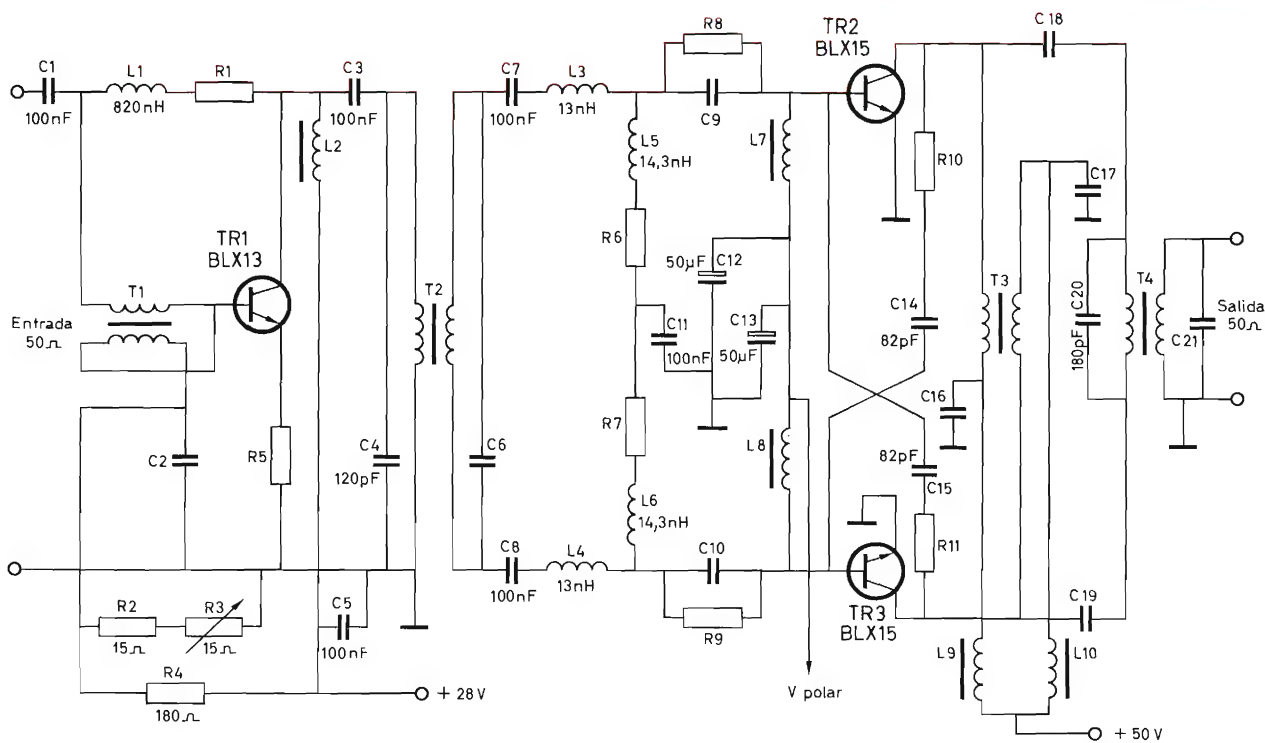 C1
100nF
L1
820nH
R1
C3
100nF
L2
C7
100nF
L3
13nH
R8
C9
TR2
BLX15
C18
L5
14,3nH
L7
R10
C17
R6
TR1
BLX13
T1
Entrada
50Ω
T2
50µF
C12
C11
100nF
C13
50µF
C14
82pF
T3
C20
180pF
T4
C21
Salida
50Ω
C16
R7
C2
R5
C4
120pF
C6
L8
82pF
C15
L6
14,3nH
R11
C8
100nF
L4
13nH
C10
R9
TR3
BLX15
C19
R2
15Ω
R3
15Ω
C5
100nF
L9
L10
R4
180Ω
+ 28 V
V polar
+ 50 V